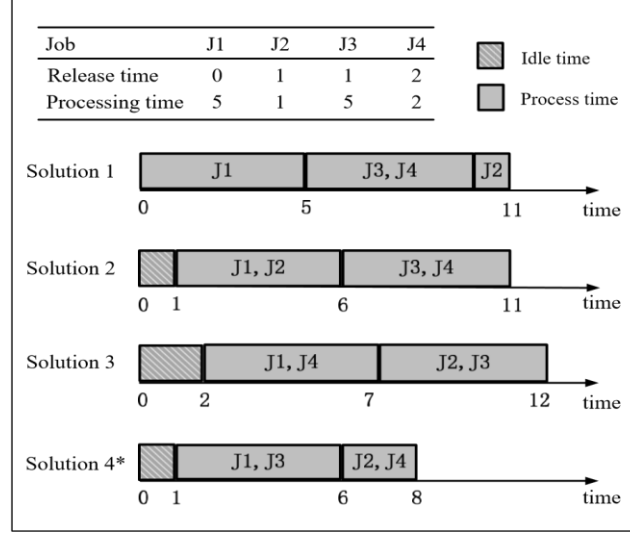 Job J1 J2 J3 J4
Release time 0 1 1 2
Processing time 5 1 5 2
Idle time
Process time
Solution 1 J1 J3, J4 J2
0 5 11 time
Solution 2 J1, J2 J3, J4
0 1 6 11 time
Solution 3 J1, J4 J2, J3
0 2 7 12 time
Solution 4* J1, J3 J2, J4
0 1 6 8 time